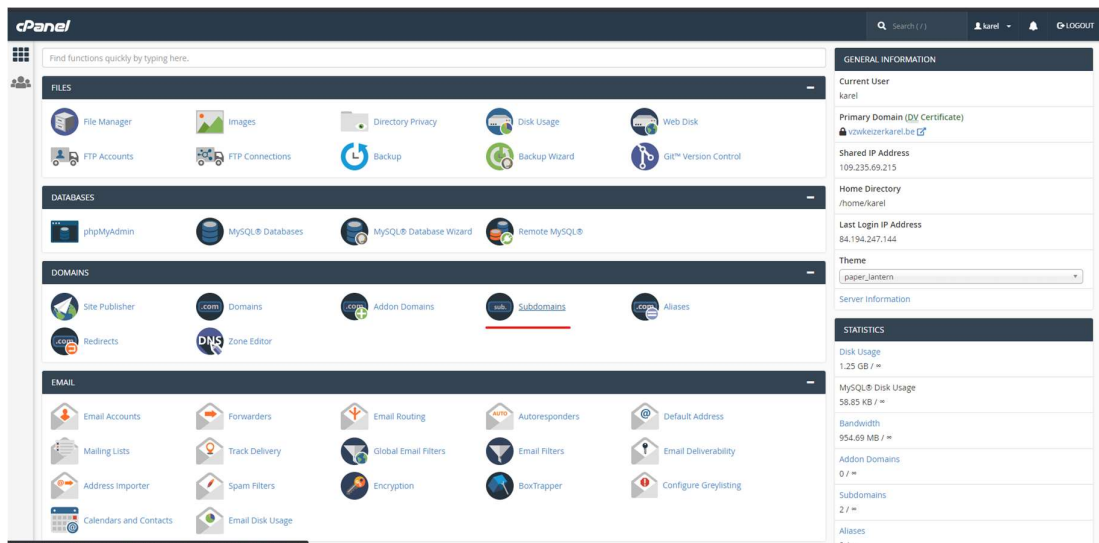 cPanel
Search ( / )
karel
LOGOUT
Find functions quickly by typing here.
FILES
File Manager
Images
Directory Privacy
Disk Usage
Web Disk
FTP Accounts
FTP Connections
Backup
Backup Wizard
Git™ Version Control
DATABASES
phpMyAdmin
MySQL® Databases
MySQL® Database Wizard
Remote MySQL®
DOMAINS
Site Publisher
.com
Domains
.com
Addon Domains
sub.
Subdomains
.com
Aliases
.com
Redirects
DNS
Zone Editor
EMAIL
Email Accounts
Forwarders
Email Routing
AUTO
Autoresponders
Default Address
Mailing Lists
Track Delivery
Global Email Filters
Email Filters
Email Deliverability
Address Importer
Spam Filters
Encryption
BoxTrapper
Configure Greylisting
Calendars and Contacts
Email Disk Usage
GENERAL INFORMATION
Current User
karel
Primary Domain (DV Certificate)
vzwkeizerkarel.be
Shared IP Address
109.235.69.215
Home Directory
/home/karel
Last Login IP Address
84.194.247.144
Theme
paper_lantern
Server Information
STATISTICS
Disk Usage
1.25 GB / ∞
MySQL® Disk Usage
58.85 KB / ∞
Bandwidth
954.69 MB / ∞
Addon Domains
0 / ∞
Subdomains
2 / ∞
Aliases